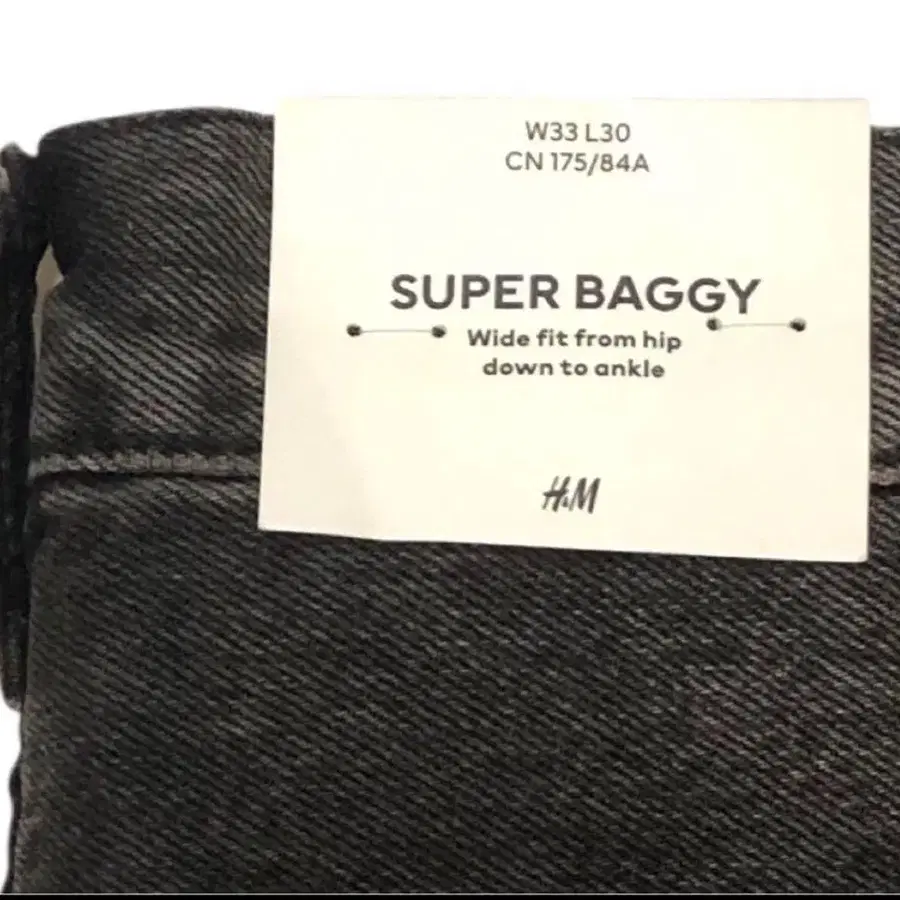 W33 L30
CN 175/84A
SUPER BAGGY
Wide fit from hip
down to ankle
H&M